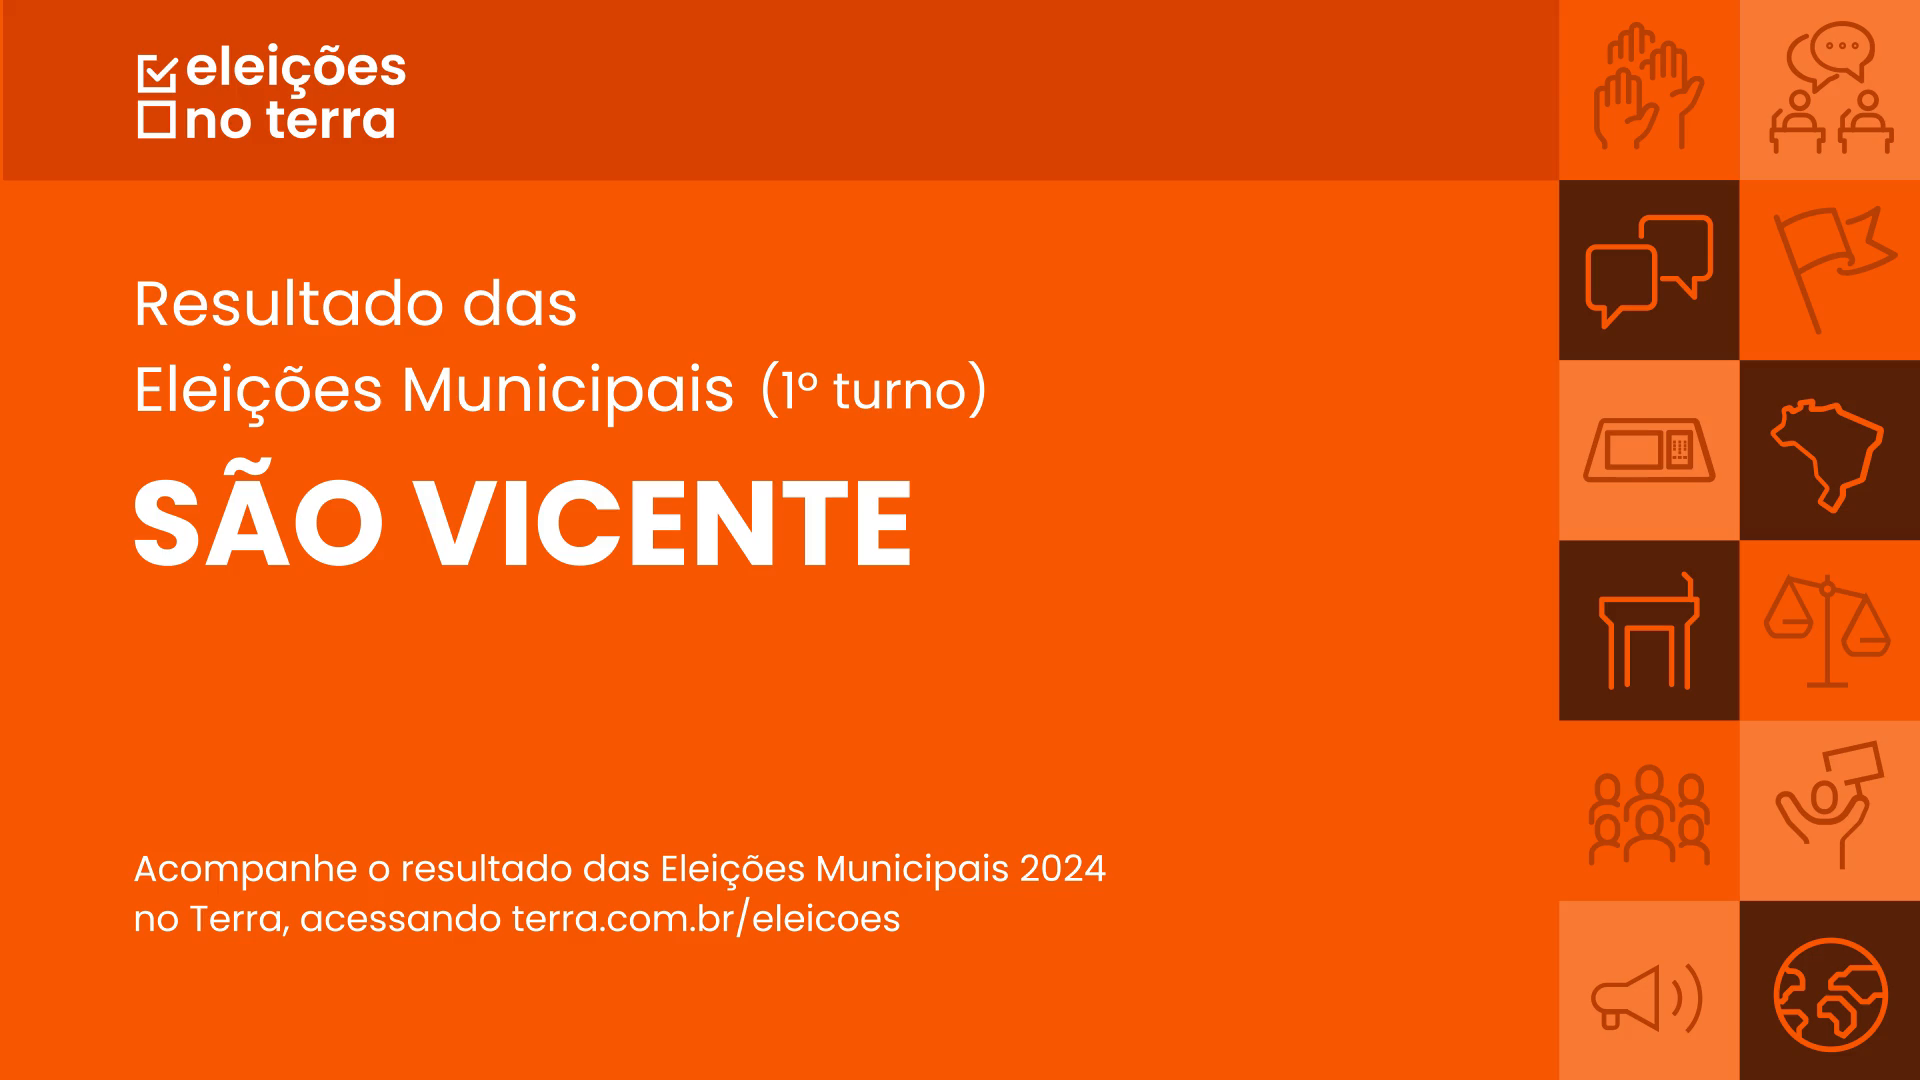 eleições
no terra
Resultado das
Eleições Municipais (1º turno)
SÃO VICENTE
Acompanhe o resultado das Eleições Municipais 2024
no Terra, acessando terra.com.br/eleicoes